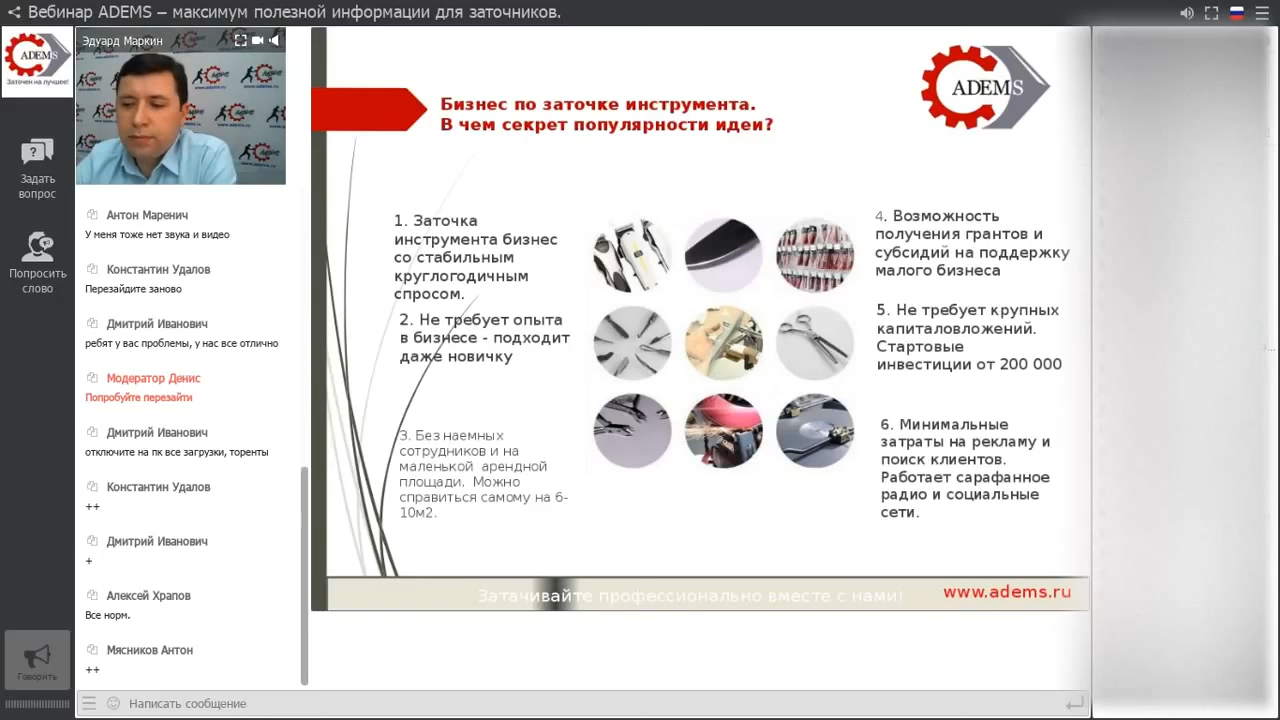 Вебинар ADEMS – максимум полезной информации для заточников.
ADEMS
Заточен на лучшее!
Эдуард Маркин
Задать
вопрос
Попросить
слово
Говорить
Антон Маренич
У меня тоже нет звука и видео
Константин Удалов
Перезайдите заново
Дмитрий Иванович
ребят у вас проблемы, у нас все отлично
Модератор Денис
Попробуйте перезайти
Дмитрий Иванович
отключите на пк все загрузки, торенты
Константин Удалов
++
Дмитрий Иванович
+
Алексей Храпов
Все норм.
Мясников Антон
++
Написать сообщение
ADEMS
Бизнес по заточке инструмента.
В чем секрет популярности идеи?
1. Заточка
инструмента бизнес
со стабильным
круглогодичным
спросом.
2. Не требует опыта
в бизнесе - подходит
даже новичку
3. Без наемных
сотрудников и на
маленькой арендной
площади. Можно
справиться самому на 6-
10м2.
4. Возможность
получения грантов и
субсидий на поддержку
малого бизнеса
5. Не требует крупных
капиталовложений.
Стартовые
инвестиции от 200 000
6. Минимальные
затраты на рекламу и
поиск клиентов.
Работает сарафанное
радио и социальные
сети.
Затачивайте профессионально вместе с нами!
www.adems.ru